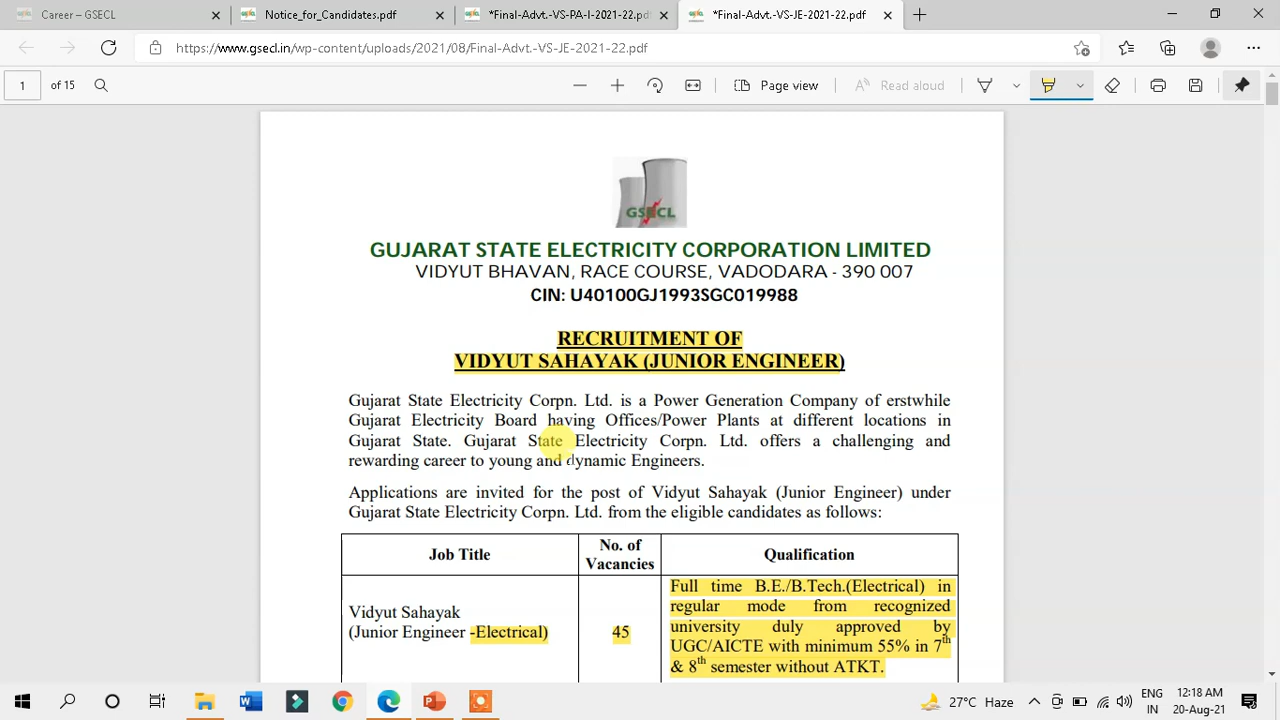 Career – GSECL
Notice_for_Candidates.pdf
*Final-Advt.-VS-PA-I-2021-22.pdf
*Final-Advt.-VS-JE-2021-22.pdf
https://www.gsecl.in/wp-content/uploads/2021/08/Final-Advt.-VS-JE-2021-22.pdf
1 of 15
Page view
Read aloud
GSECL
GUJARAT STATE ELECTRICITY CORPORATION LIMITED
VIDYUT BHAVAN, RACE COURSE, VADODARA - 390 007
CIN: U40100GJ1993SGC019988
RECRUITMENT OF
VIDYUT SAHAYAK (JUNIOR ENGINEER)
Gujarat State Electricity Corpn. Ltd. is a Power Generation Company of erstwhile
Gujarat Electricity Board having Offices/Power Plants at different locations in
Gujarat State. Gujarat State Electricity Corpn. Ltd. offers a challenging and
rewarding career to young and dynamic Engineers.
Applications are invited for the post of Vidyut Sahayak (Junior Engineer) under
Gujarat State Electricity Corpn. Ltd. from the eligible candidates as follows:
Job Title
No. of
Vacancies
Qualification
Vidyut Sahayak
(Junior Engineer -Electrical)
45
Full time B.E./B.Tech.(Electrical) in
regular mode from recognized
university duly approved by
UGC/AICTE with minimum 55% in 7th
& 8th semester without ATKT.
27°C Haze
ENG
IN
12:18 AM
20-Aug-21